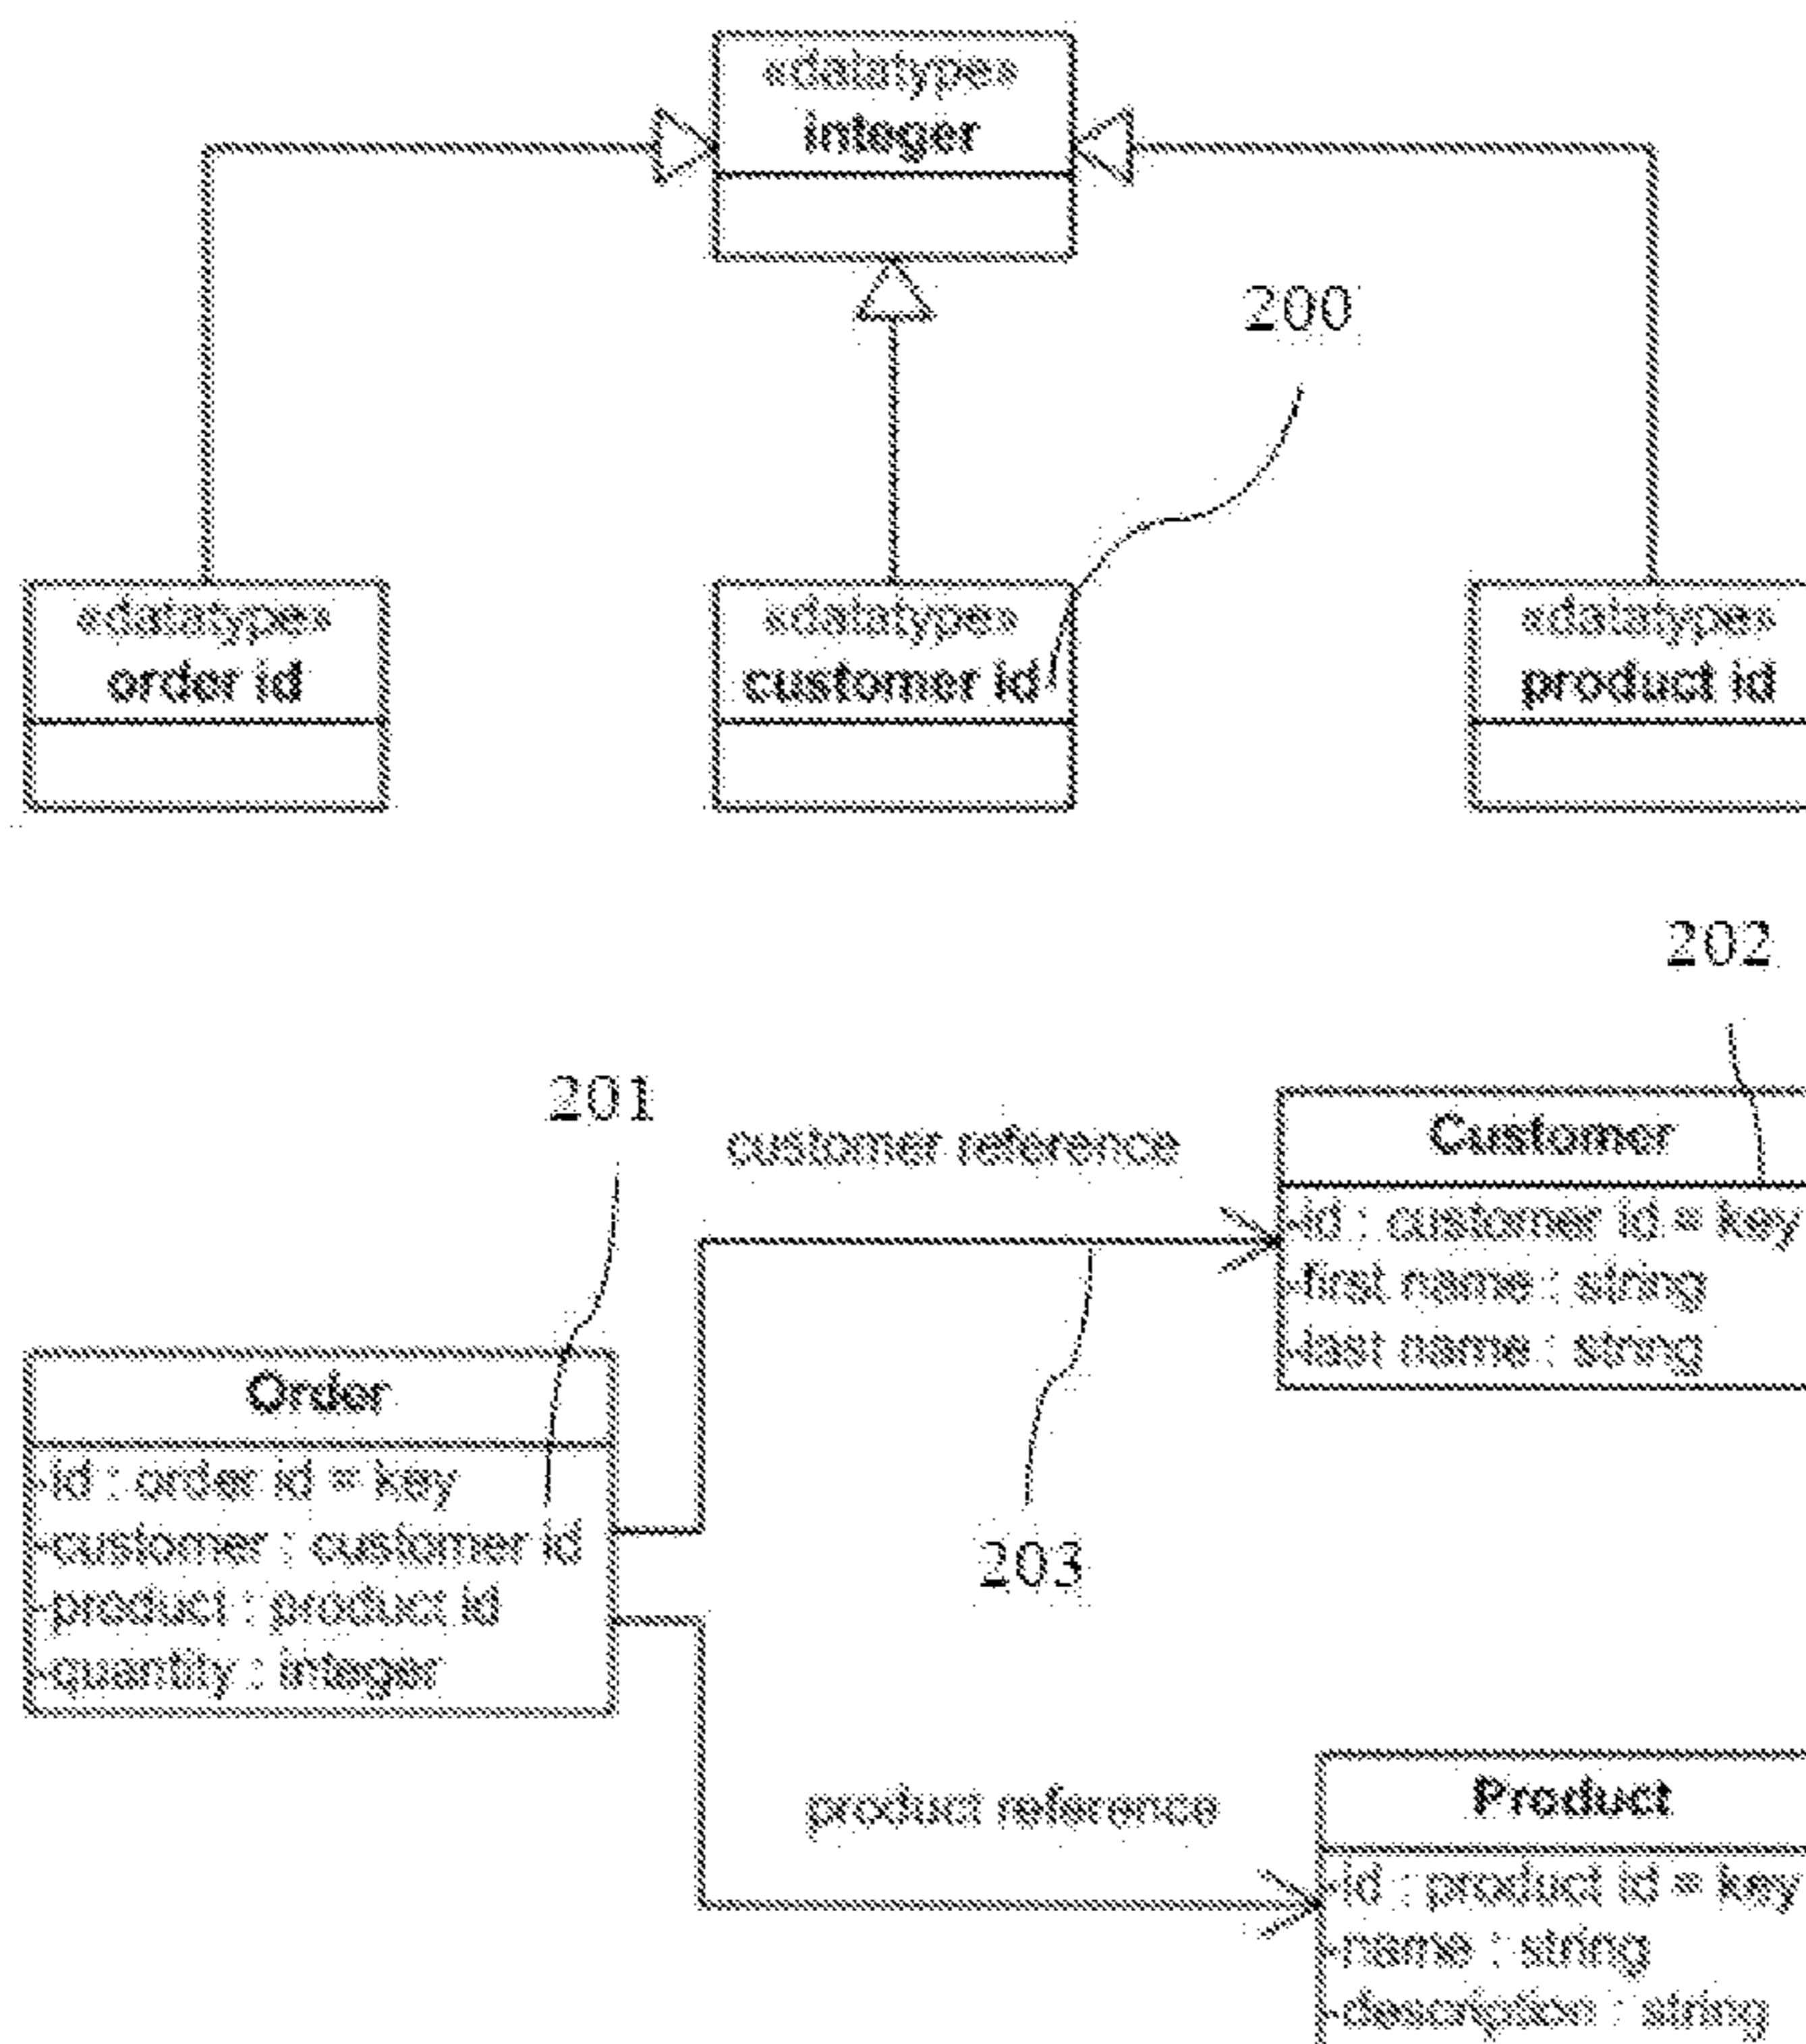 «datatype»
integer
200
«datatype»
order id
«datatype»
customer id
«datatype»
product id
202
201
customer reference
Customer
-id : customer id = key
-first name : string
-last name : string
Order
-id : order id = key
-customer : customer id
-product : product id
-quantity : integer
203
product reference
Product
-id : product id = key
-name : string
-description : string